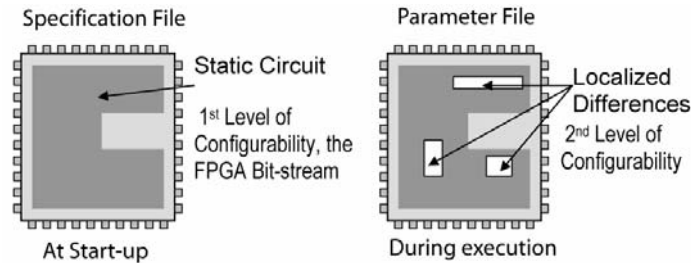 Specification File
Static Circuit
1st Level of
Configurability, the
FPGA Bit-stream
At Start-up
Parameter File
Localized
Differences
2nd Level of
Configurability
During execution